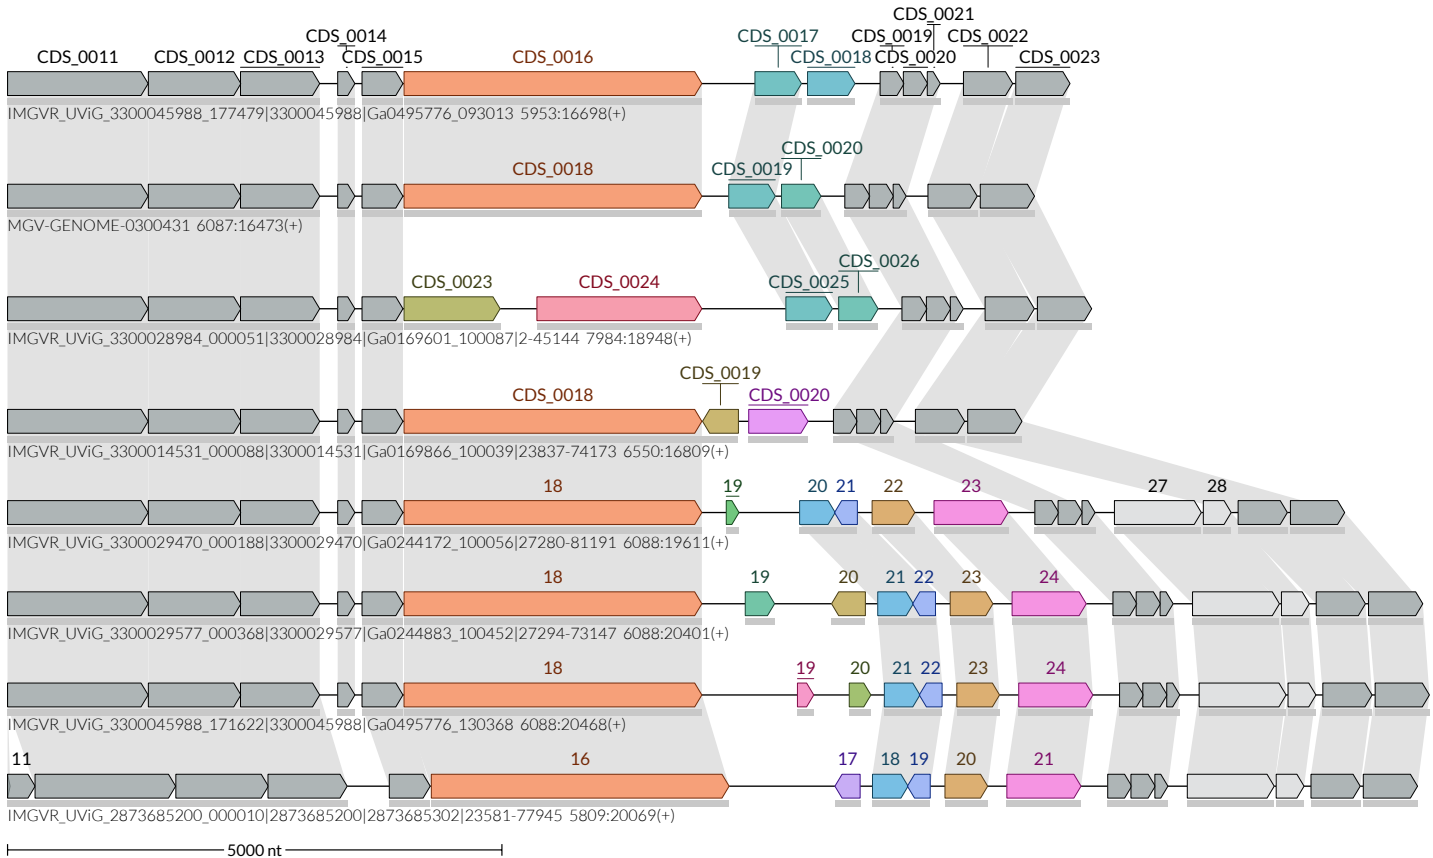 CDS_0021
CDS_0014 CDS_0017 CDS_0019 CDS_0022
CDS_0011 CDS_0012 CDS_0013 CDS_0015 CDS_0016 CDS_0018 CDS_0020 CDS_0023
IMGVR_UViG_3300045988_177479|3300045988|Ga0495776_093013 5953:16698(+)
CDS_0020
CDS_0018 CDS_0019
MGV-GENOME-0300431 6087:16473(+)
CDS_0026
CDS_0023 CDS_0024 CDS_0025
IMGVR_UViG_3300028984_000051|3300028984|Ga0169601_100087|2-45144 7984:18948(+)
CDS_0019
CDS_0018 CDS_0020
IMGVR_UViG_3300014531_000088|3300014531|Ga0169866_100039|23837-74173 6550:16809(+)
18 19 20 21 22 23 27 28
IMGVR_UViG_3300029470_000188|3300029470|Ga0244172_100056|27280-81191 6088:19611(+)
18 19 20 21 22 23 24
IMGVR_UViG_3300029577_000368|3300029577|Ga0244883_100452|27294-73147 6088:20401(+)
18 19 20 21 22 23 24
IMGVR_UViG_3300045988_171622|3300045988|Ga0495776_130368 6088:20468(+)
11 16 17 18 19 20 21
IMGVR_UViG_2873685200_000010|2873685200|2873685302|23581-77945 5809:20069(+)
5000 nt